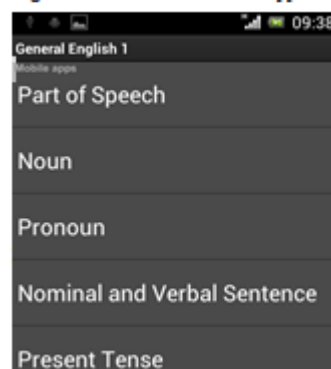 09:38
General English 1
Mobile apps
Part of Speech
Noun
Pronoun
Nominal and Verbal Sentence
Present Tense